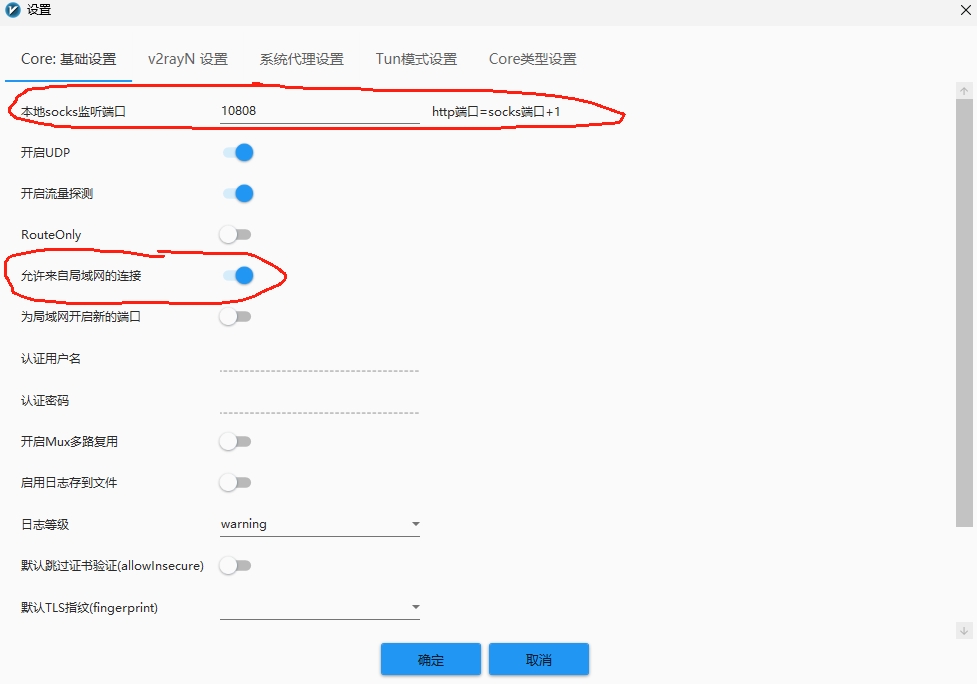 设置
Core: 基础设置 v2rayN 设置 系统代理设置 Tun模式设置 Core类型设置
本地socks监听端口 10808 http端口=socks端口+1
开启UDP
开启流量探测
RouteOnly
允许来自局域网的连接
为局域网开启新的端口
认证用户名
认证密码
开启Mux多路复用
启用日志存到文件
日志等级 warning
默认跳过证书验证(allowInsecure)
默认TLS指纹(fingerprint)
确定 取消